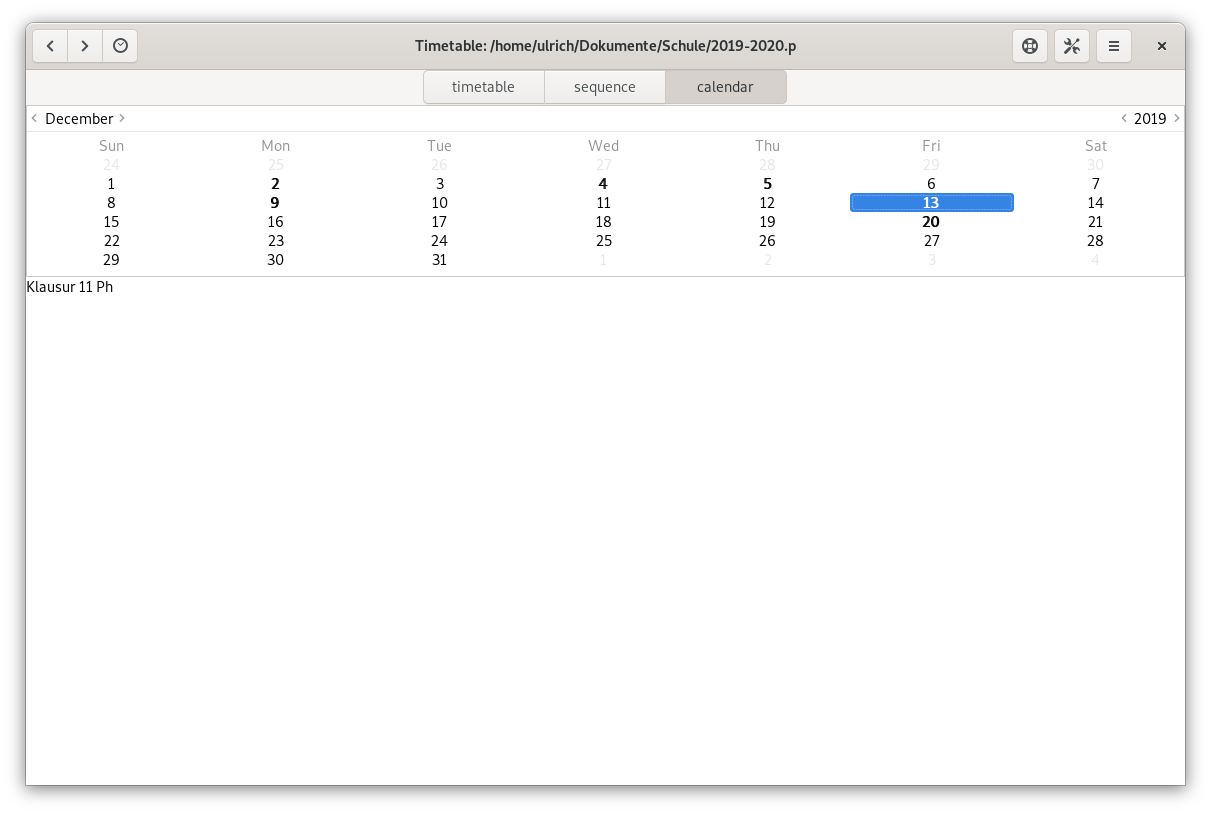 Timetable: /home/ulrich/Dokumente/Schule/2019-2020.p
timetable sequence calendar
December 2019
Sun Mon Tue Wed Thu Fri Sat
24 25 26 27 28 29 30
1 2 3 4 5 6 7
8 9 10 11 12 13 14
15 16 17 18 19 20 21
22 23 24 25 26 27 28
29 30 31 1 2 3 4
Klausur 11 Ph